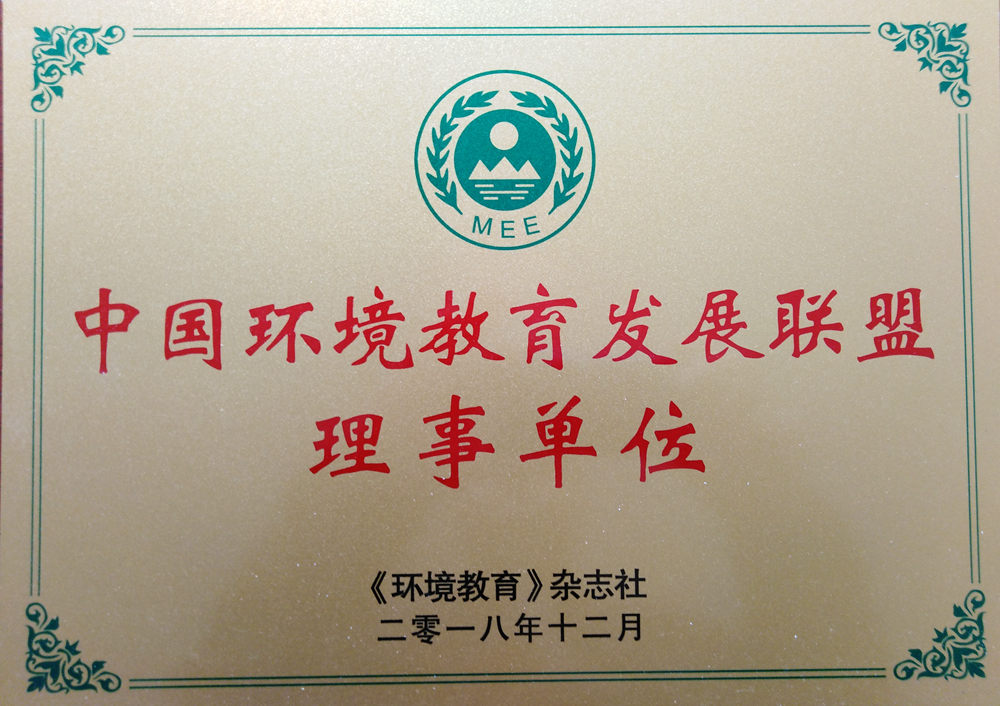 MEE
中国环境教育发展联盟
理事单位
《环境教育》杂志社
二零一八年十二月